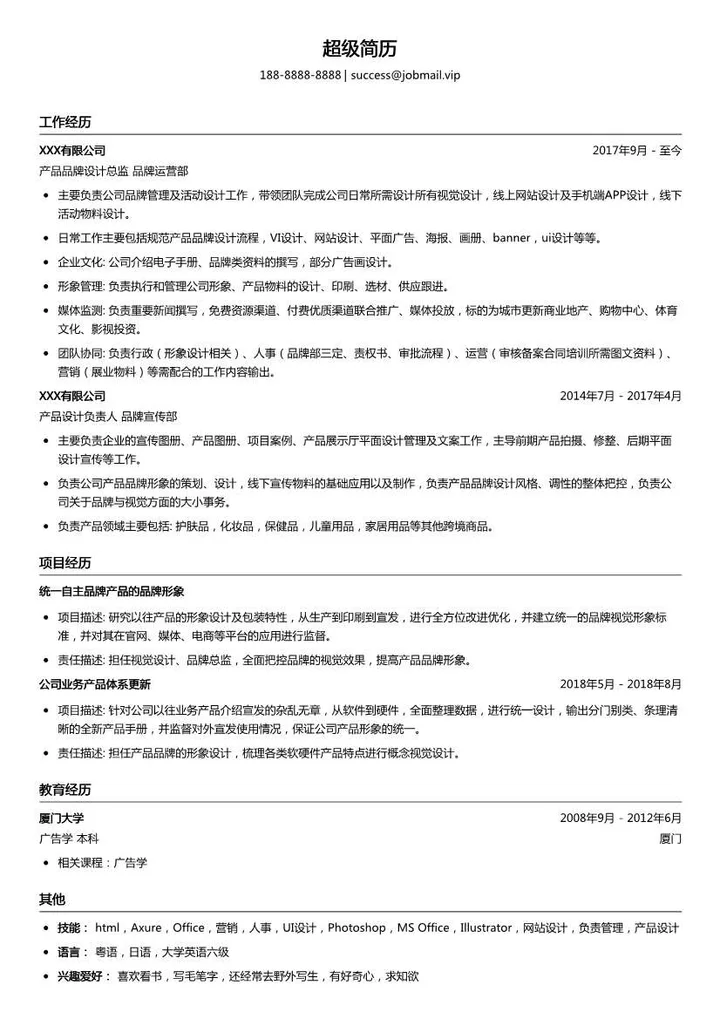 超级简历
188-8888-8888 | success@jobmail.vip
工作经历
XXX有限公司 2017年9月 - 至今
产品品牌设计总监 品牌运营部
• 主要负责公司品牌管理及活动设计工作，带领团队完成公司日常所需设计所有视觉设计，线上网站设计及手机端APP设计，线下
活动物料设计。
• 日常工作主要包括规范产品品牌设计流程，VI设计、网站设计、平面广告、海报、画册、banner，ui设计等等。
• 企业文化: 公司介绍电子手册、品牌类资料的撰写，部分广告画设计。
• 形象管理: 负责执行和管理公司形象、产品物料的设计、印刷、选材、供应跟进。
• 媒体监测: 负责重要新闻撰写，免费资源渠道、付费优质渠道联合推广、媒体投放，标的为城市更新商业地产、购物中心、体育
文化、影视投资。
• 团队协同: 负责行政（形象设计相关）、人事（品牌部三定、责权书、审批流程）、运营（审核备案合同培训所需图文资料）、
营销（展业物料）等需配合的工作内容输出。
XXX有限公司 2014年7月 - 2017年4月
产品设计负责人 品牌宣传部
• 主要负责企业的宣传图册、产品图册、项目案例、产品展示厅平面设计管理及文案工作，主导前期产品拍摄、修整、后期平面
设计宣传等工作。
• 负责公司产品品牌形象的策划、设计，线下宣传物料的基础应用以及制作，负责产品品牌设计风格、调性的整体把控，负责公
司关于品牌与视觉方面的大小事务。
• 负责产品领域主要包括: 护肤品，化妆品，保健品，儿童用品，家居用品等其他跨境商品。
项目经历
统一自主品牌产品的品牌形象
• 项目描述: 研究以往产品的形象设计及包装特性，从生产到印刷到宣发，进行全方位改进优化，并建立统一的品牌视觉形象标
准，并对其在官网、媒体、电商等平台的应用进行监督。
• 责任描述: 担任视觉设计、品牌总监，全面把控品牌的视觉效果，提高产品品牌形象。
公司业务产品体系更新 2018年5月 - 2018年8月
• 项目描述: 针对公司以往业务产品介绍宣发的杂乱无章，从软件到硬件，全面整理数据，进行统一设计，输出分门别类、条理清
晰的全新产品手册，并监督对外宣发使用情况，保证公司产品形象的统一。
• 责任描述: 担任产品品牌的形象设计，梳理各类软硬件产品特点进行概念视觉设计。
教育经历
厦门大学 2008年9月 - 2012年6月
广告学 本科 厦门
• 相关课程：广告学
其他
• 技能： html，Axure，Office，营销，人事，UI设计，Photoshop，MS Office，Illustrator，网站设计，负责管理，产品设计
• 语言： 粤语，日语，大学英语六级
• 兴趣爱好： 喜欢看书，写毛笔字，还经常去野外写生，有好奇心，求知欲